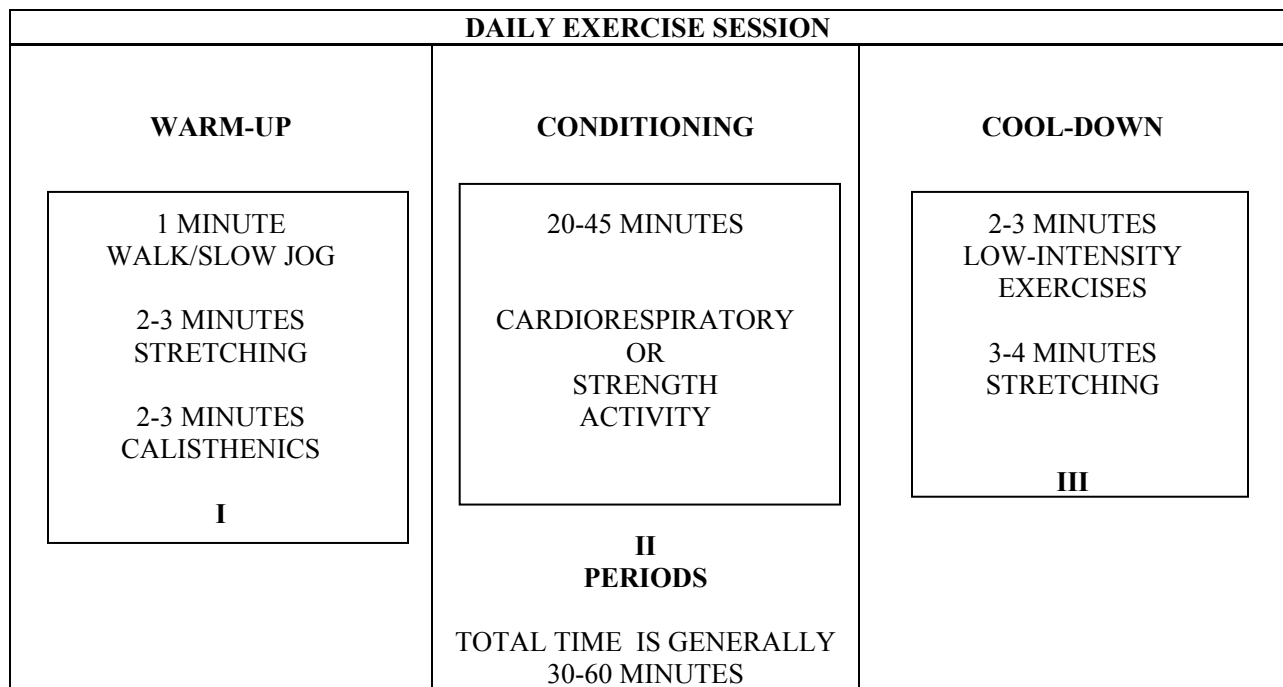 DAILY EXERCISE SESSION
WARM-UP
1 MINUTE
WALK/SLOW JOG
2-3 MINUTES
STRETCHING
2-3 MINUTES
CALISTHENICS
I
CONDITIONING
20-45 MINUTES
CARDIORESPIRATORY
OR
STRENGTH
ACTIVITY
II
PERIODS
TOTAL TIME IS GENERALLY
30-60 MINUTES
COOL-DOWN
2-3 MINUTES
LOW-INTENSITY
EXERCISES
3-4 MINUTES
STRETCHING
III